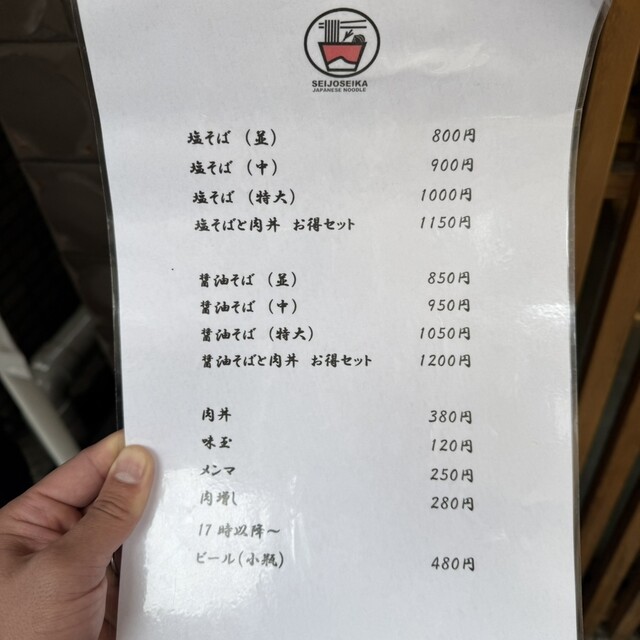 SEIJOSEIKA
JAPANESE NOODLE
塩そば（並） 800円
塩そば（中） 900円
塩そば（特大） 1000円
塩そばと肉丼 お得セット 1150円
醤油そば（並） 850円
醤油そば（中） 950円
醤油そば（特大） 1050円
醤油そばと肉丼 お得セット 1200円
肉丼 380円
味玉 120円
メンマ 250円
肉増し 280円
17時以降～
ビール（小瓶） 480円